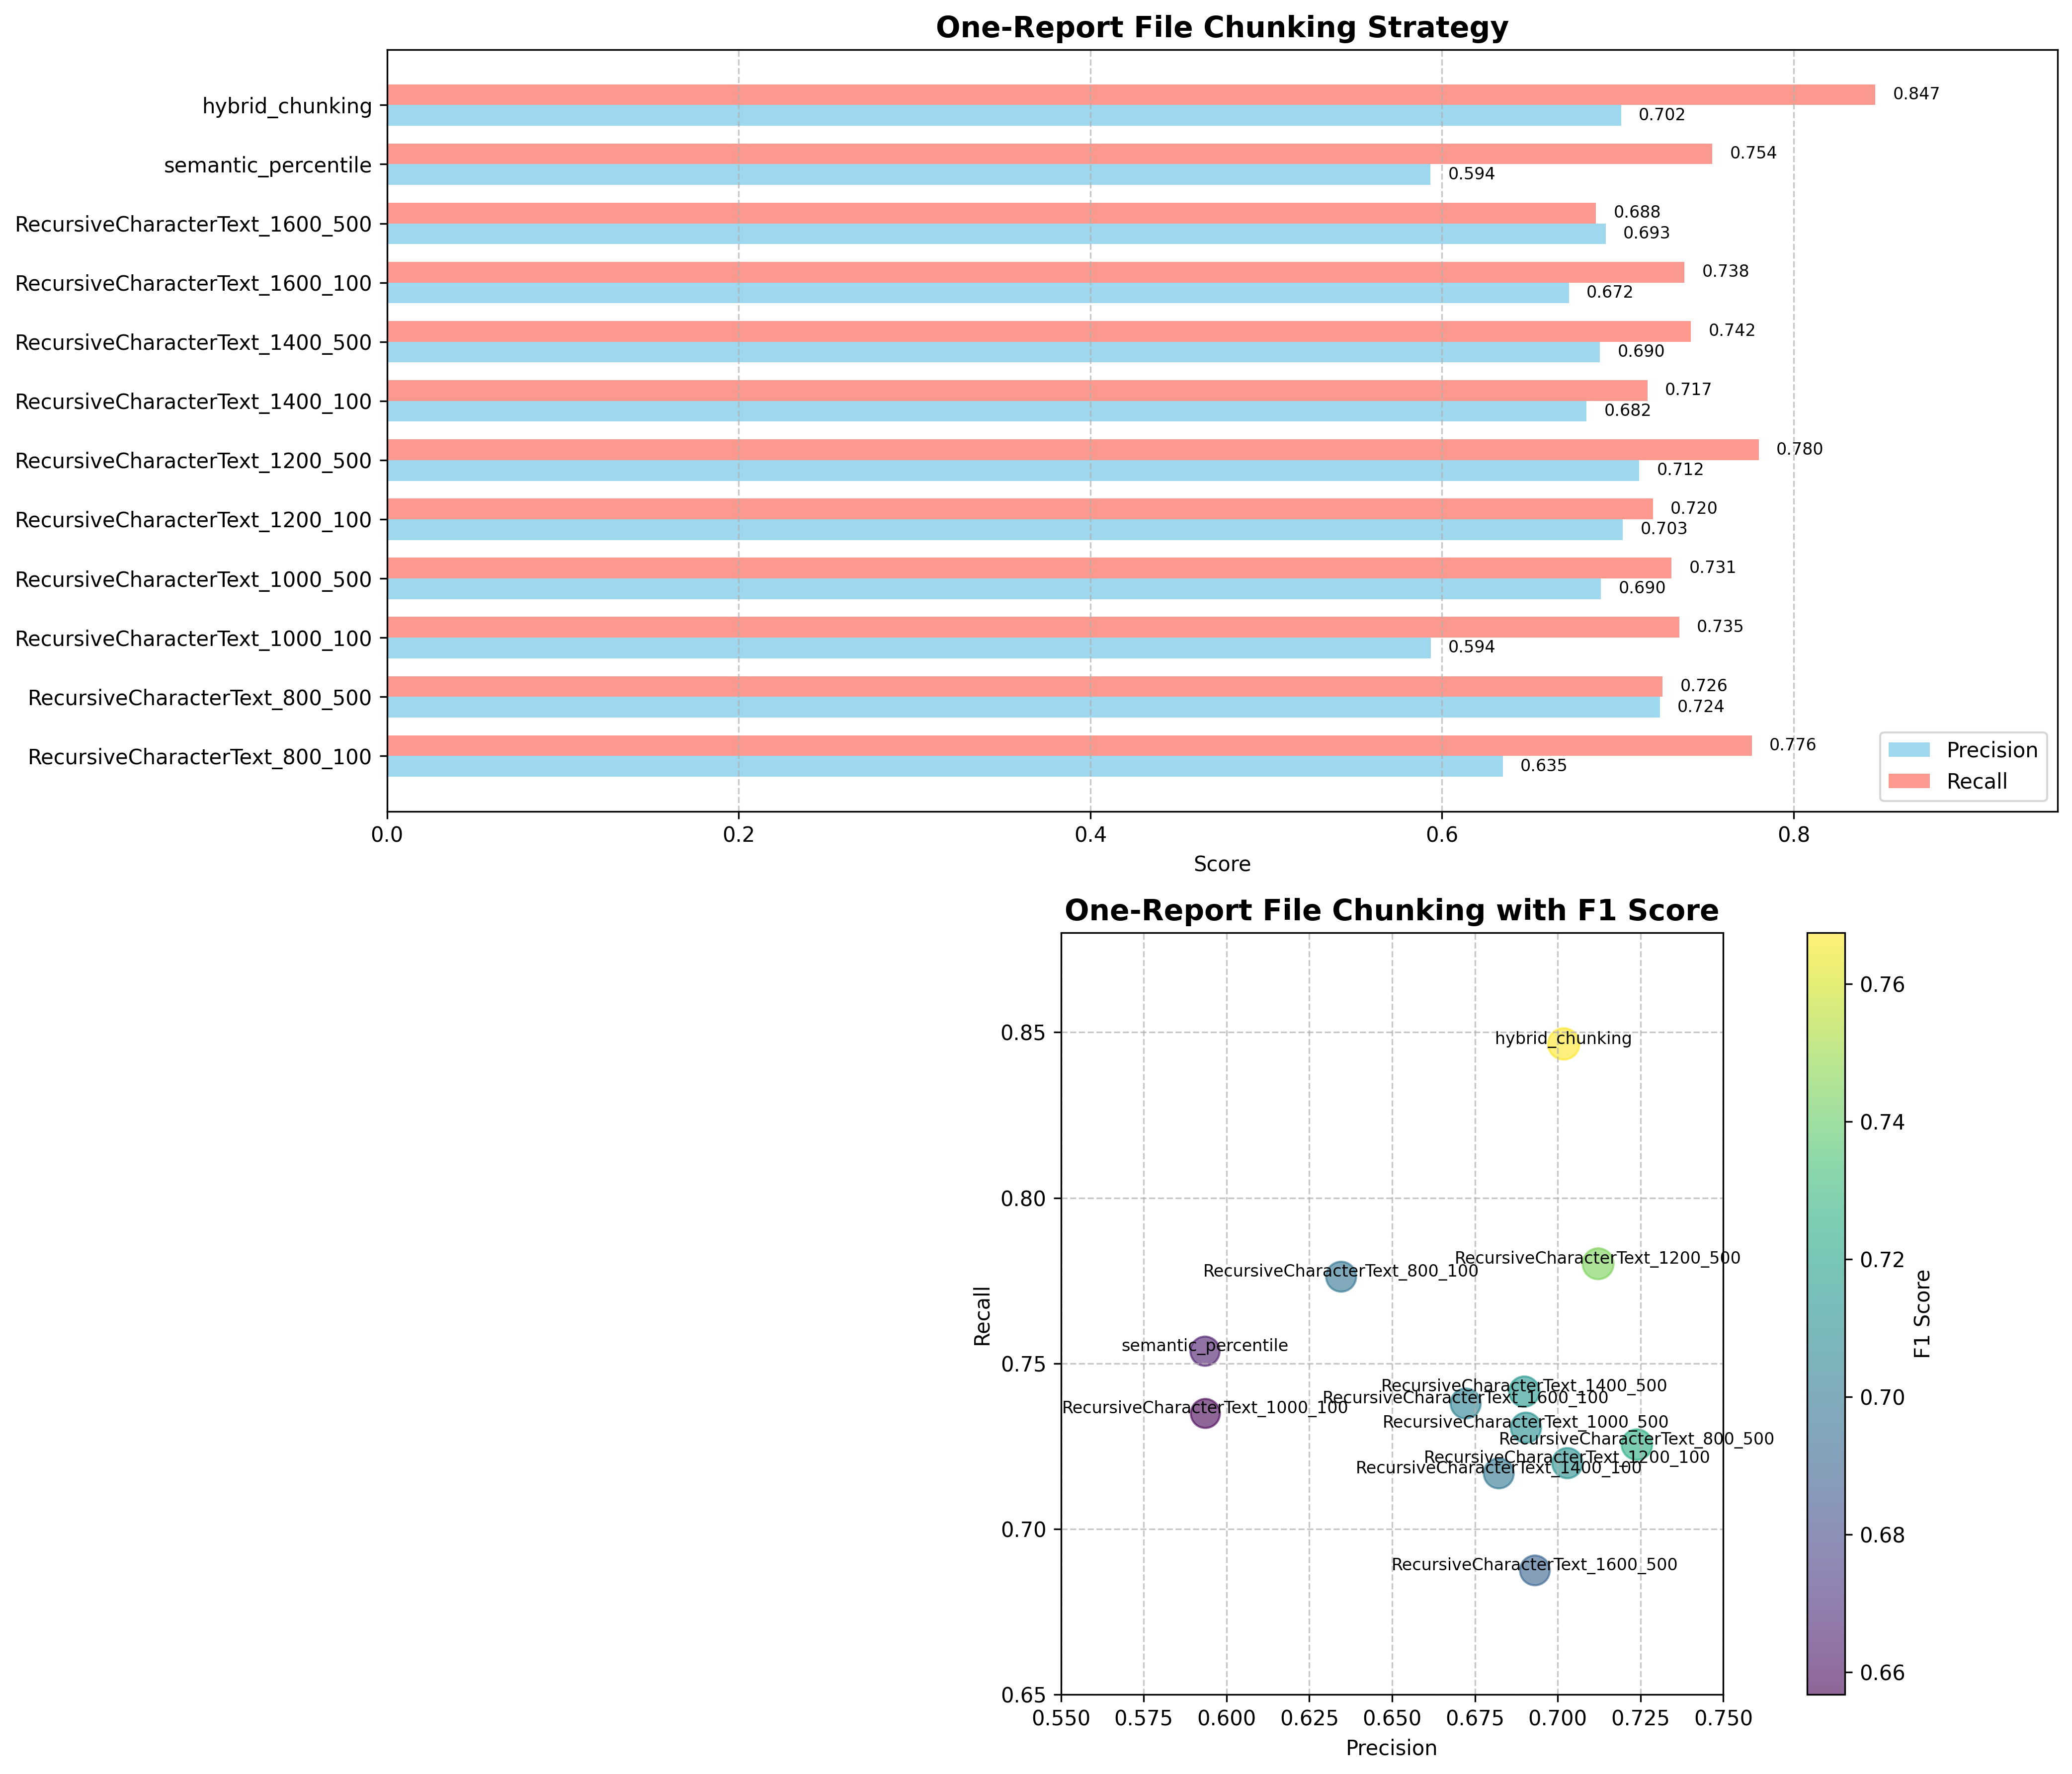 One-Report File Chunking Strategy
hybrid_chunking
0.847
0.702
semantic_percentile
0.754
0.594
RecursiveCharacterText_1600_500
0.688
0.693
RecursiveCharacterText_1600_100
0.738
0.672
RecursiveCharacterText_1400_500
0.742
0.690
RecursiveCharacterText_1400_100
0.717
0.682
RecursiveCharacterText_1200_500
0.780
0.712
RecursiveCharacterText_1200_100
0.720
0.703
RecursiveCharacterText_1000_500
0.731
0.690
RecursiveCharacterText_1000_100
0.735
0.594
RecursiveCharacterText_800_500
0.726
0.724
RecursiveCharacterText_800_100
0.776
0.635
Precision
Recall
0.0 0.2 0.4 0.6 0.8
Score
One-Report File Chunking with F1 Score
hybrid_chunking
RecursiveCharacterText_1200_500
RecursiveCharacterText_800_100
semantic_percentile
RecursiveCharacterText_1400_500
RecursiveCharacterText_1600_100
RecursiveCharacterText_1000_100
RecursiveCharacterText_1000_500
RecursiveCharacterText_800_500
RecursiveCharacterText_1200_100
RecursiveCharacterText_1400_100
RecursiveCharacterText_1600_500
0.85
0.80
0.75
0.70
0.65
Recall
0.550 0.575 0.600 0.625 0.650 0.675 0.700 0.725 0.750
Precision
0.76
0.74
0.72
0.70
0.68
0.66
F1 Score